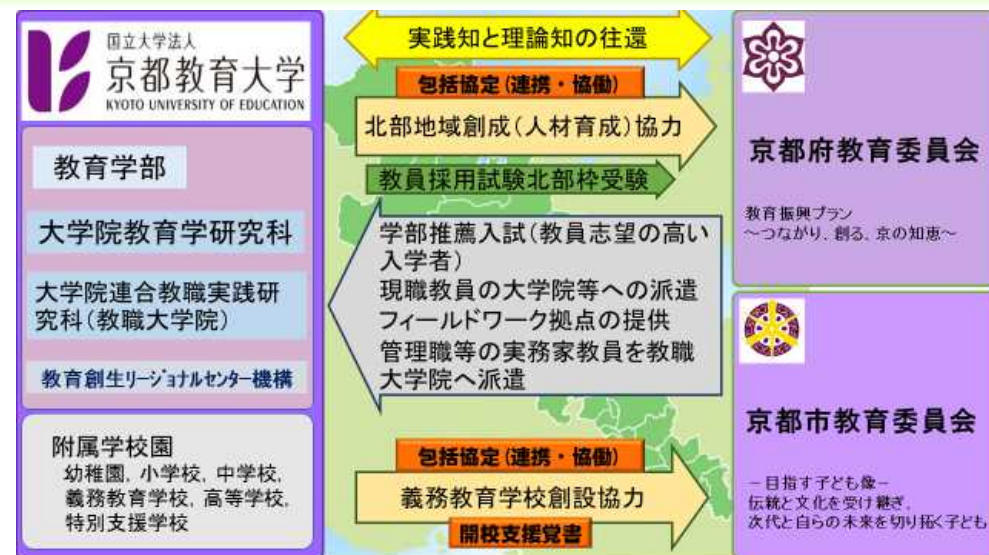 国立大学法人
京都教育大学
KYOTO UNIVERSITY OF EDUCATION
教育学部
大学院教育学研究科
大学院連合教職実践研
究科(教職大学院)
教育創生リージョナルセンター機構
附属学校園
幼稚園, 小学校, 中学校,
義務教育学校, 高等学校,
特別支援学校
実践知と理論知の往還
包括協定(連携・協働)
北部地域創成(人材育成)協力
教員採用試験北部枠受験
学部推薦入試(教員志望の高い
入学者)
現職教員の大学院等への派遣
フィールドワーク拠点の提供
管理職等の実務家教員を教職
大学院へ派遣
包括協定(連携・協働)
義務教育学校創設協力
開校支援覚書
京都府教育委員会
教育振興プラン
~つながり、創る、京の知恵~
京都市教育委員会
-目指す子ども像-
伝統と文化を受け継ぎ、
次代と自らの未来を切り拓く子ども